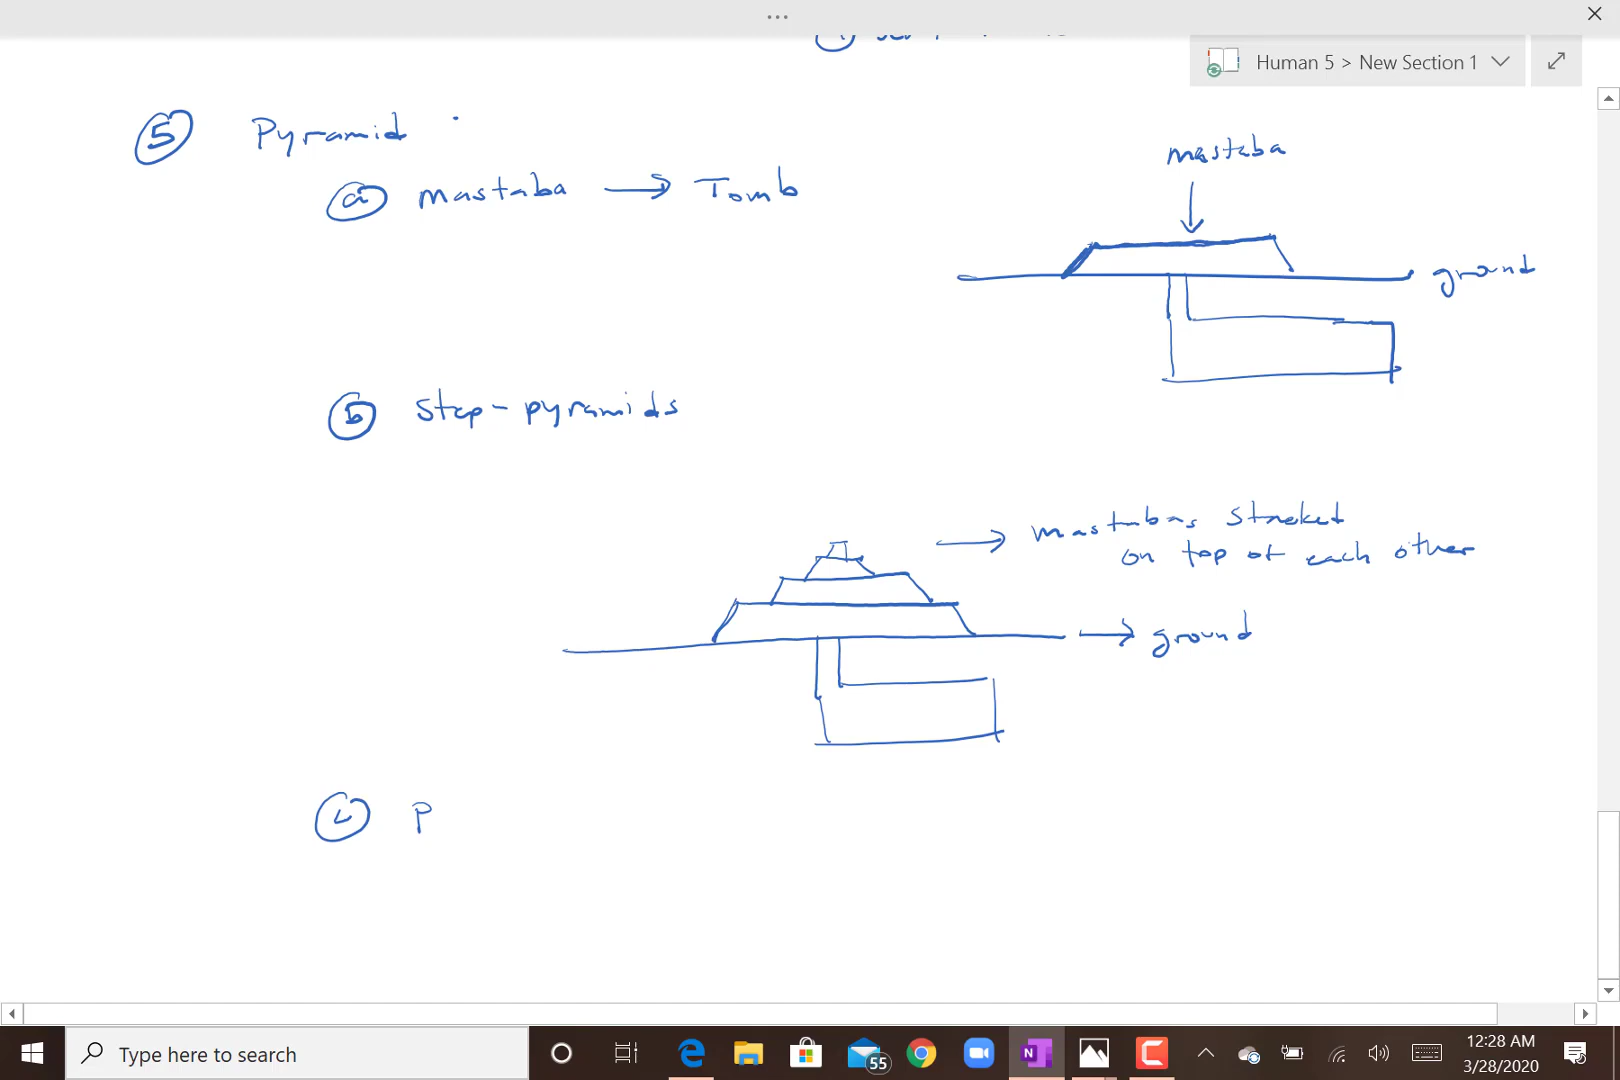 Human 5 > New Section 1
5 Pyramid
a mastaba → Tomb
mastaba
ground
b Step-pyramids
→ mastabas stacked
on top of each other
→ ground
c P
Type here to search
55
12:28 AM
3/28/2020